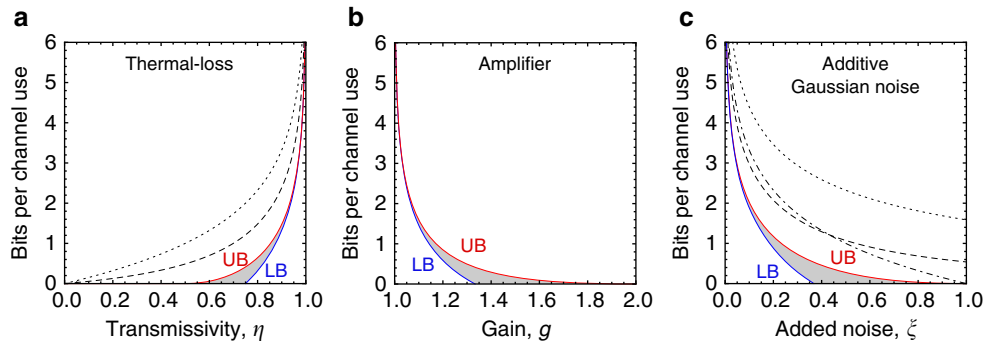 a
Bits per channel use
6
5
4
3
2
1
0
Thermal-loss
UB
LB
0.0 0.2 0.4 0.6 0.8 1.0
Transmissivity, η
b
Bits per channel use
6
5
4
3
2
1
0
Amplifier
UB
LB
1.0 1.2 1.4 1.6 1.8 2.0
Gain, g
c
Bits per channel use
6
5
4
3
2
1
0
Additive
Gaussian noise
UB
LB
0.0 0.2 0.4 0.6 0.8 1.0
Added noise, ξ